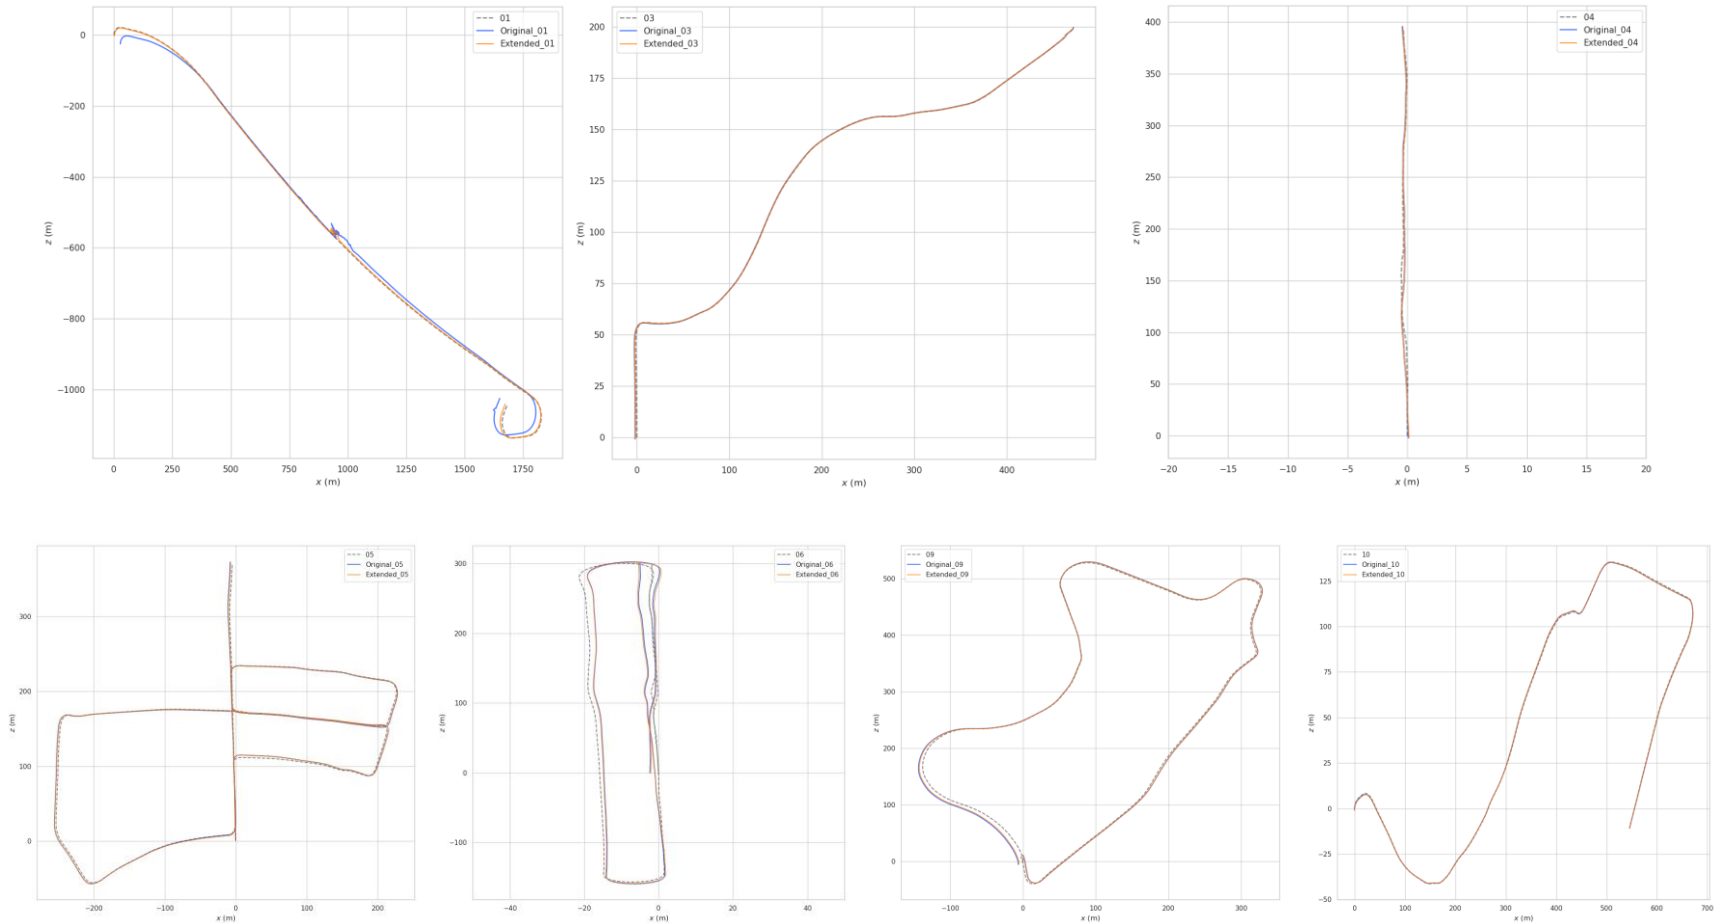 01
Original_01
Extended_01
0
−200
−400
−600
−800
−1000
z (m)
0 250 500 750 1000 1250 1500 1750
x (m)
03
Original_03
Extended_03
200
175
150
125
100
75
50
25
0
z (m)
0 100 200 300 400
x (m)
04
Original_04
Extended_04
400
350
300
250
200
150
100
50
0
z (m)
−20 −15 −10 −5 0 5 10 15 20
x (m)
05
Original_05
Extended_05
300
200
100
0
z (m)
−200 −100 0 100 200
x (m)
06
Original_06
Extended_06
300
200
100
0
−100
z (m)
−40 −20 0 20 40
x (m)
09
Original_09
Extended_09
500
400
300
200
100
0
z (m)
−100 0 100 200 300
x (m)
10
Original_10
Extended_10
125
100
75
50
25
0
−25
−50
z (m)
0 100 200 300 400 500 600 700
x (m)